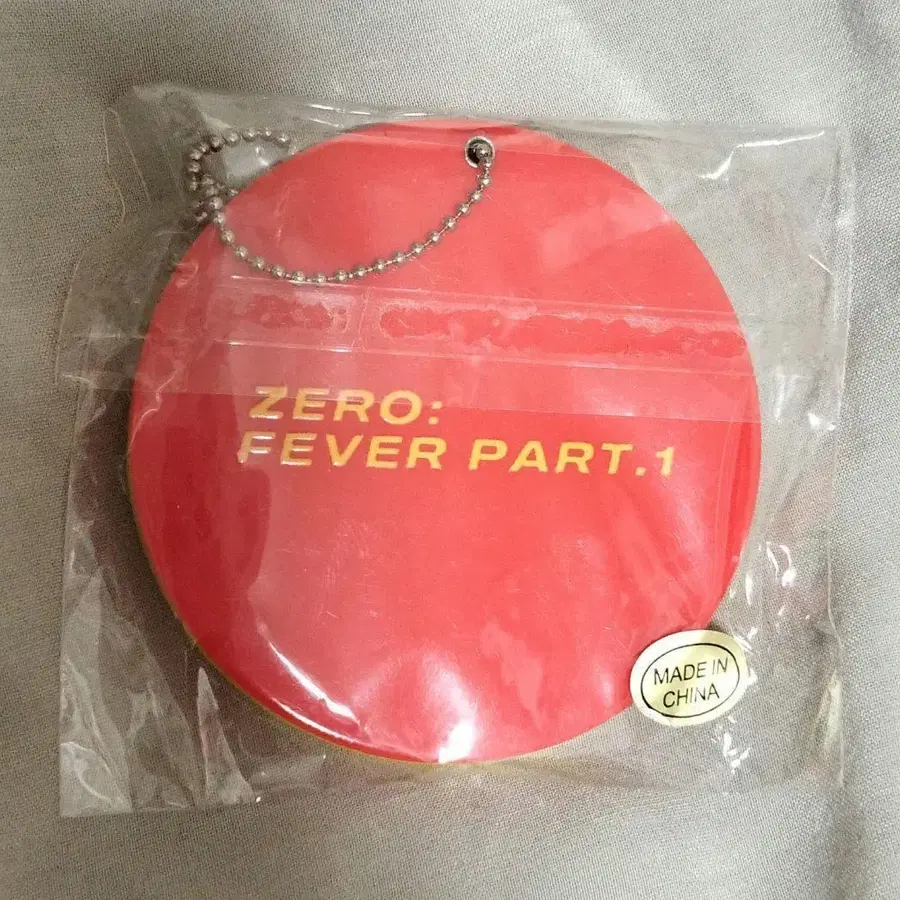 ZERO:
FEVER PART.1
MADE IN
CHINA